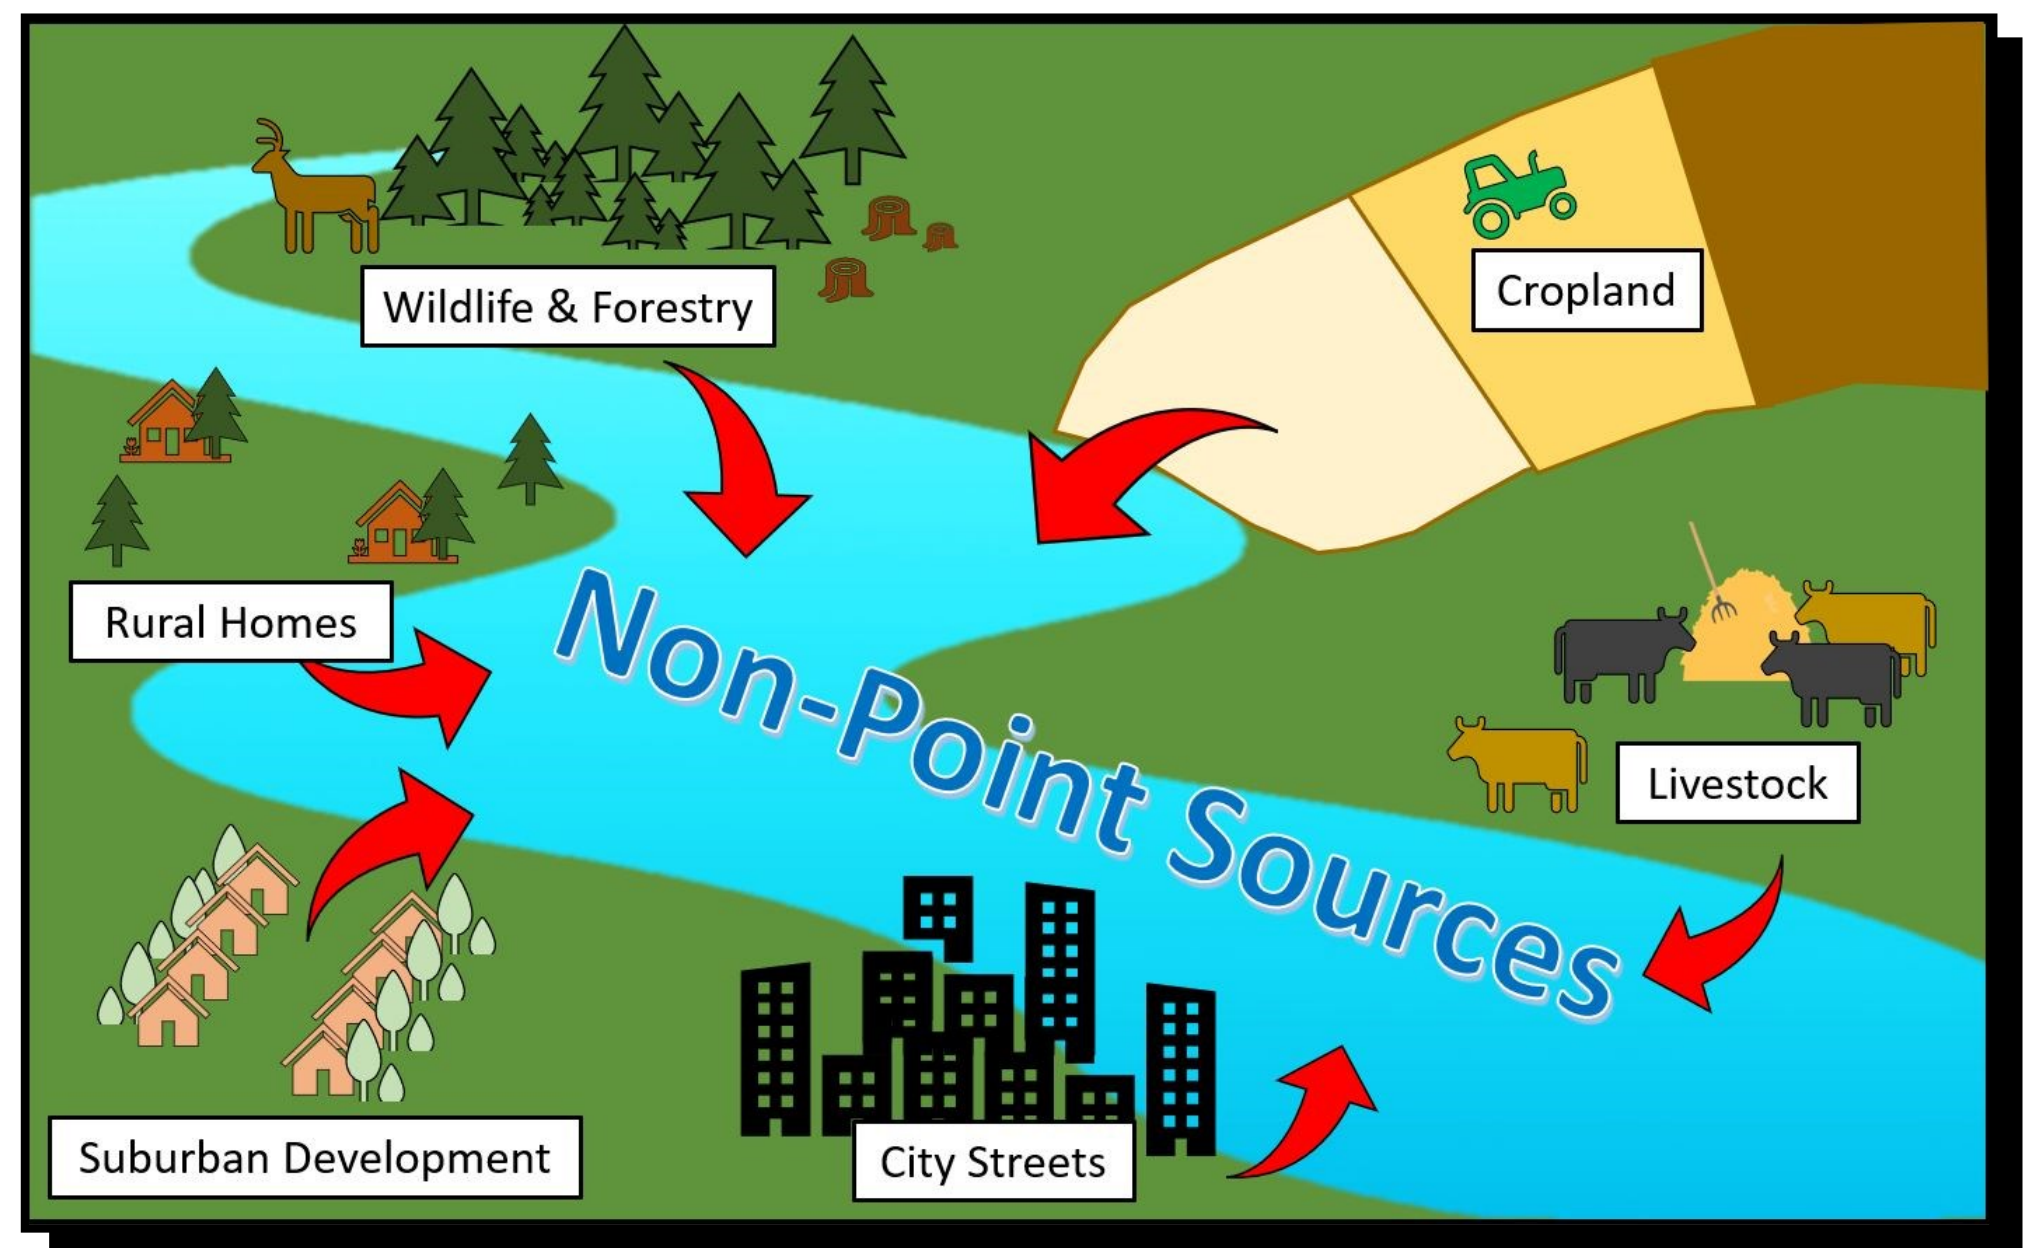 Wildlife & Forestry
Cropland
Rural Homes
Non-Point Sources
Livestock
Suburban Development
City Streets